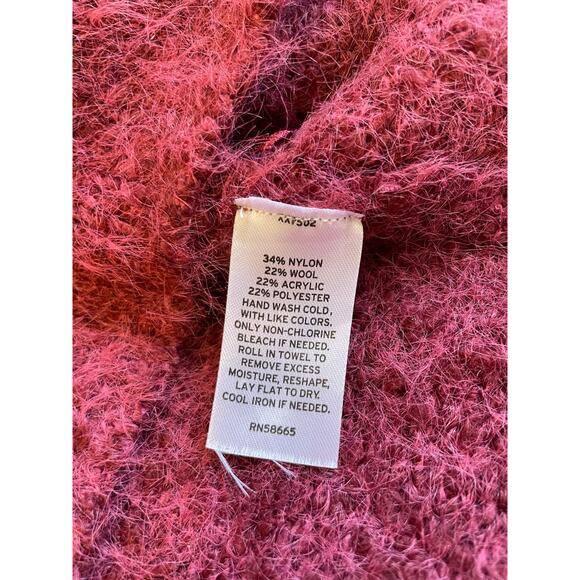 34% NYLON
22% WOOL
22% ACRYLIC
22% POLYESTER
HAND WASH COLD,
WITH LIKE COLORS.
ONLY NON-CHLORINE
BLEACH IF NEEDED.
ROLL IN TOWEL TO
REMOVE EXCESS
MOISTURE, RESHAPE,
LAY FLAT TO DRY.
COOL IRON IF NEEDED.
RN58665